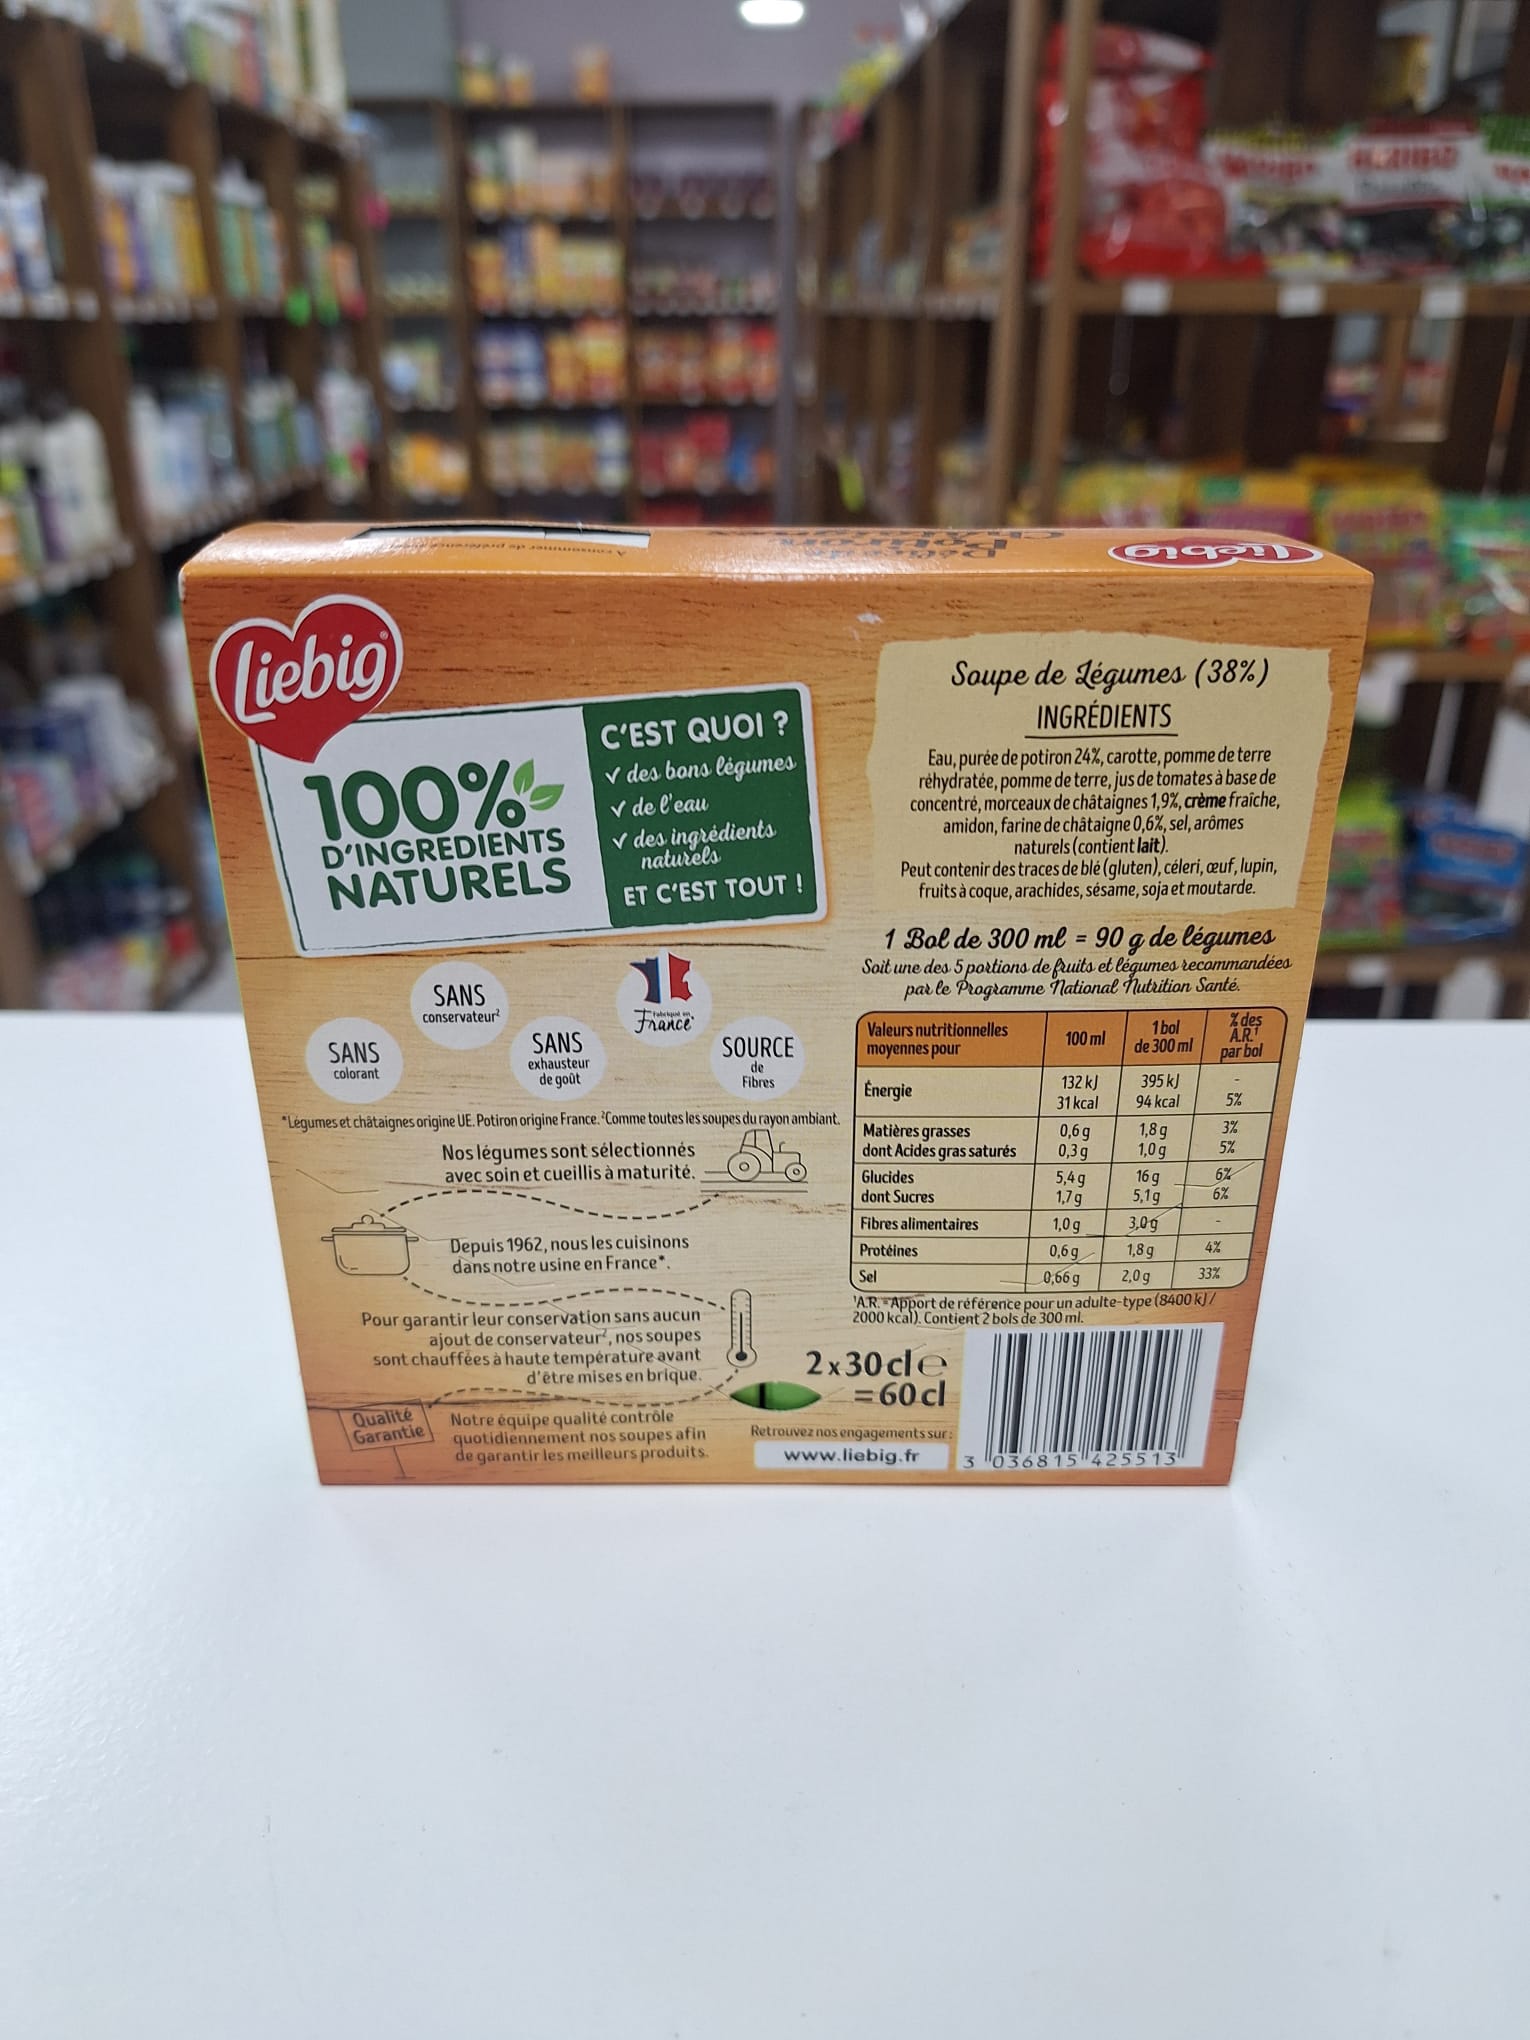 Liebig
Liebig
100%
D'INGREDIENTS
NATURELS
C'EST QUOI ?
✓ des bons légumes
✓ de l'eau
✓ des ingrédients
naturels
ET C'EST TOUT !
SANS
colorant
SANS
conservateur²
SANS
exhausteur
de goût
Fabriqué en
France*
SOURCE
de
Fibres
*Légumes et châtaignes origine UE. Potiron origine France. ²Comme toutes les soupes du rayon ambiant.
Nos légumes sont sélectionnés
avec soin et cueillis à maturité.
Depuis 1962, nous les cuisinons
dans notre usine en France*.
Pour garantir leur conservation sans aucun
ajout de conservateur², nos soupes
sont chauffées à haute température avant
d'être mises en brique.
Qualité
Garantie
Notre équipe qualité contrôle
quotidiennement nos soupes afin
de garantir les meilleurs produits.
Soupe de Légumes (38%)
INGRÉDIENTS
Eau, purée de potiron 24%, carotte, pomme de terre
réhydratée, pomme de terre, jus de tomates à base de
concentré, morceaux de châtaignes 1,9%, crème fraîche,
amidon, farine de châtaigne 0,6%, sel, arômes
naturels (contient lait).
Peut contenir des traces de blé (gluten), céleri, œuf, lupin,
fruits à coque, arachides, sésame, soja et moutarde.
1 Bol de 300 ml = 90 g de légumes
Soit une des 5 portions de fruits et légumes recommandées
par le Programme National Nutrition Santé.
Valeurs nutritionnelles moyennes pour 100 ml 1 bol de 300 ml % des A.R.¹ par bol
Énergie 132 kJ 395 kJ -
31 kcal 94 kcal 5%
Matières grasses 0,6 g 1,8 g 3%
dont Acides gras saturés 0,3 g 1,0 g 5%
Glucides 5,4 g 16 g 6%
dont Sucres 1,7 g 5,1 g 6%
Fibres alimentaires 1,0 g 3,0 g -
Protéines 0,6 g 1,8 g 4%
Sel 0,66 g 2,0 g 33%
¹A.R. = Apport de référence pour un adulte-type (8400 kJ /
2000 kcal). Contient 2 bols de 300 ml.
2 x 30 cl e
= 60 cl
Retrouvez nos engagements sur :
www.liebig.fr
3 036815 425513